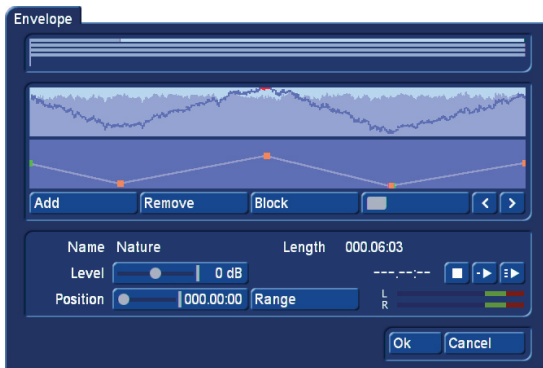 Envelope
Add Remove Block < >
Name Nature Length 000.06:03
Level 0 dB ---.--:--
Position 000.00:00 Range L
R
Ok Cancel